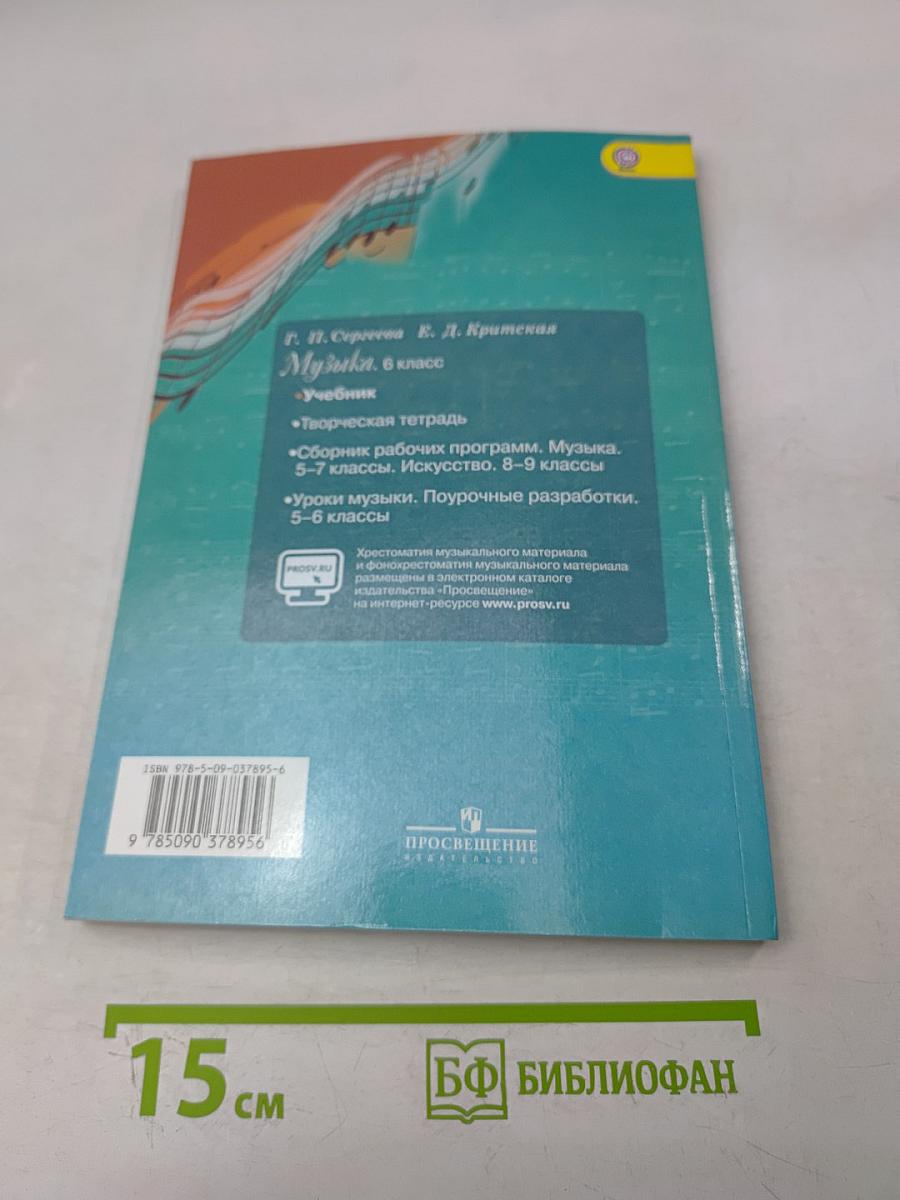 Г. П. Сергеева Е. Д. Критская
Музыка. 6 класс
•Учебник
•Творческая тетрадь
•Сборник рабочих программ. Музыка.
5–7 классы. Искусство. 8–9 классы
•Уроки музыки. Поурочные разработки.
5–6 классы
PROSV.RU
Хрестоматия музыкального материала
и фонохрестоматия музыкального материала
размещены в электронном каталоге
издательства «Просвещение»
на интернет-ресурсе www.prosv.ru
ISBN 978-5-09-037895-6
9 785090 378956
ИП
ПРОСВЕЩЕНИЕ
ИЗДАТЕЛЬСТВО
15 см
БФ БИБЛИОФАН